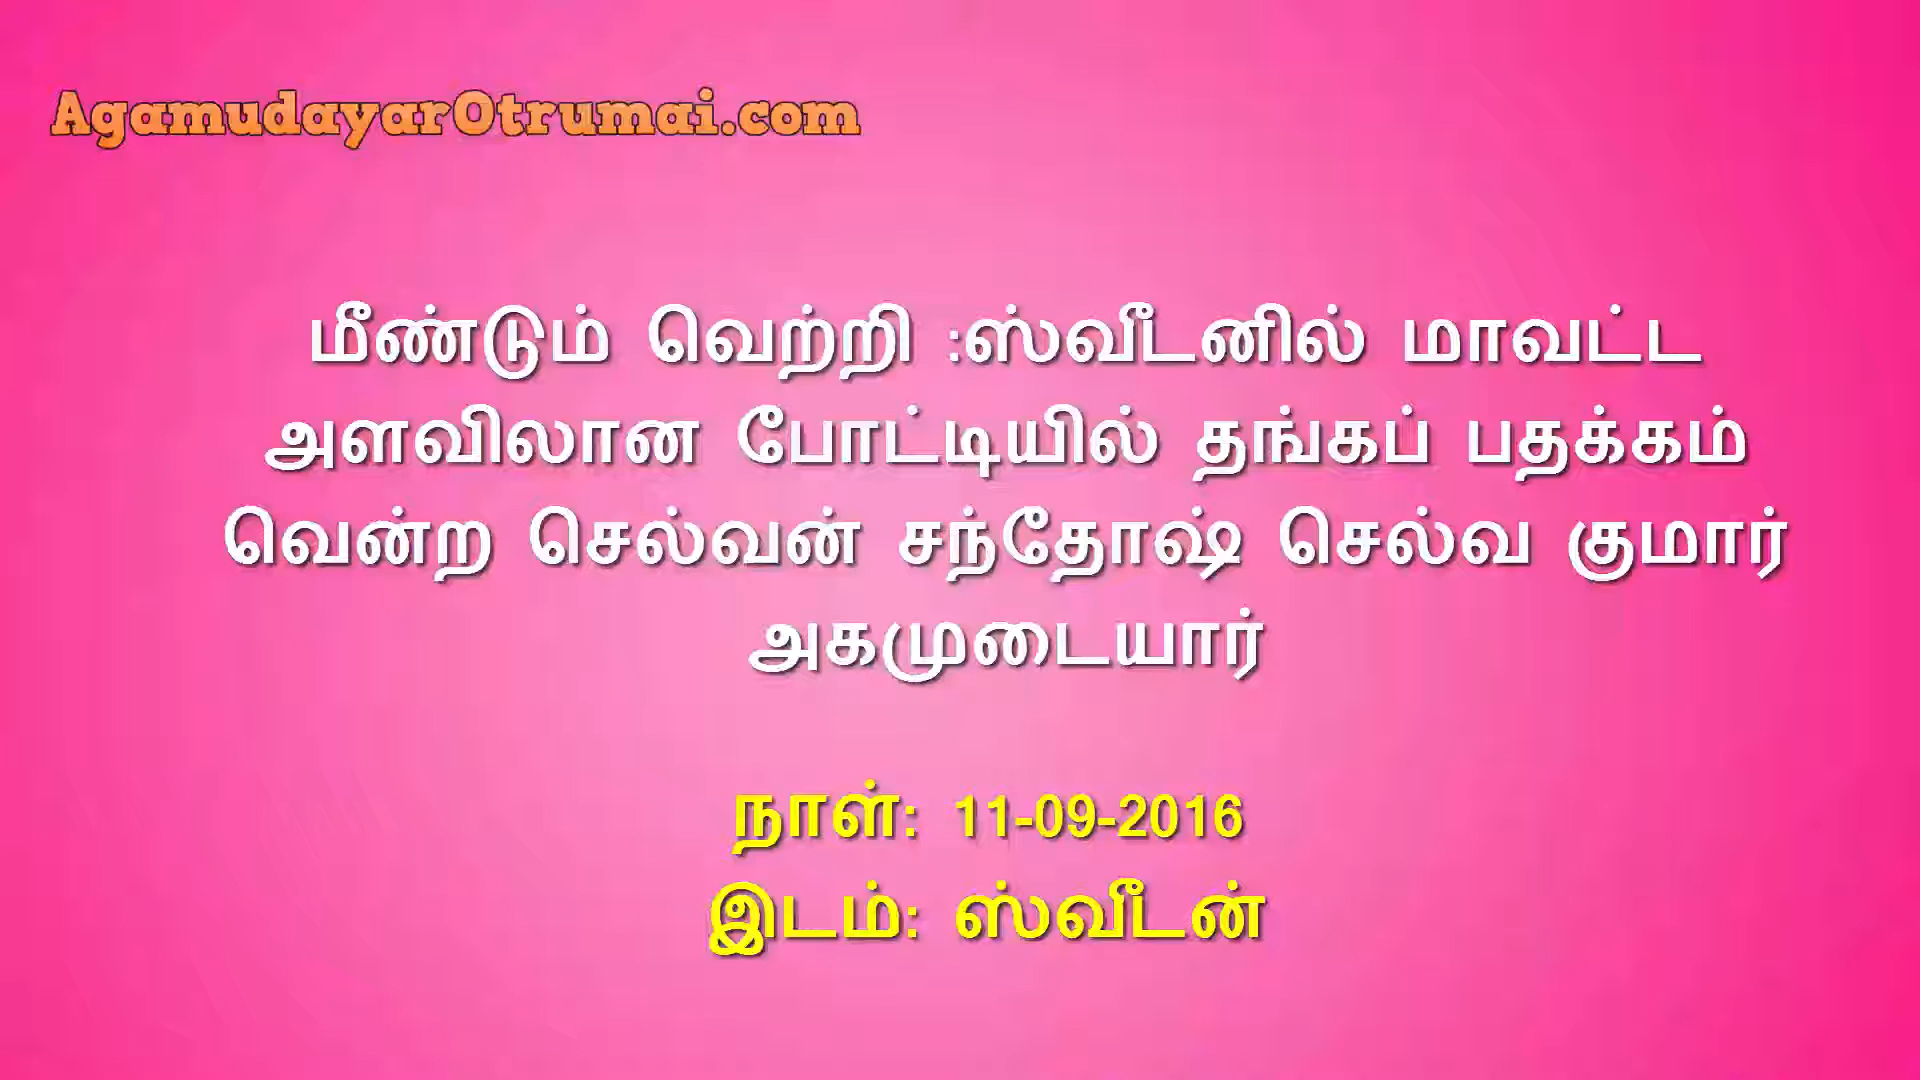 AgamudayarOtrumai.com
மீண்டும் வெற்றி :ஸ்வீடனில் மாவட்ட
அளவிலான போட்டியில் தங்கப் பதக்கம்
வென்ற செல்வன் சந்தோஷ் செல்வ குமார்
அகமுடையார்
நாள்: 11-09-2016
இடம்: ஸ்வீடன்